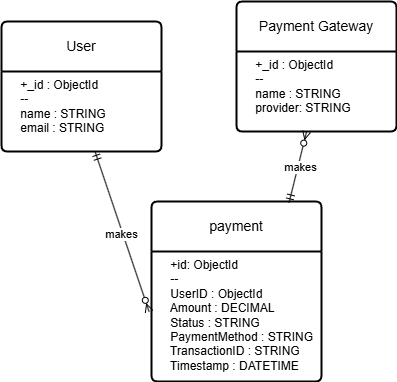 User
+_id : ObjectId
--
name : STRING
email : STRING
Payment Gateway
+_id : ObjectId
--
name : STRING
provider: STRING
makes
makes
payment
+id: ObjectId
--
UserID : ObjectId
Amount : DECIMAL
Status : STRING
PaymentMethod : STRING
TransactionID : STRING
Timestamp : DATETIME